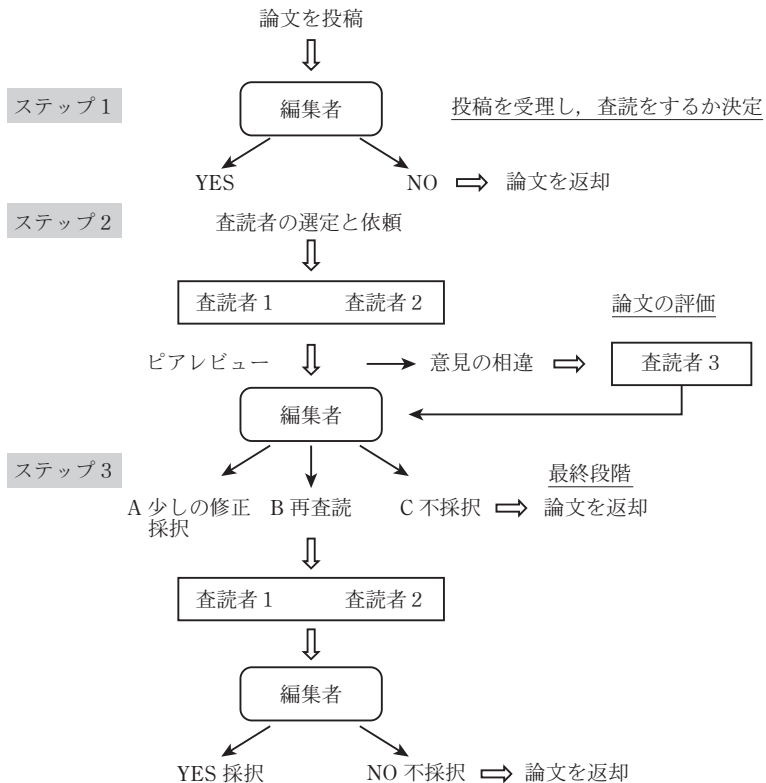 論文を投稿
ステップ1 編集者 投稿を受理し，査読をするか決定
YES NO 論文を返却
ステップ2 査読者の選定と依頼
査読者1 査読者2 論文の評価
ピアレビュー 意見の相違 査読者3
編集者
ステップ3 最終段階
A 少しの修正 B 再査読 C 不採択 論文を返却
採択
査読者1 査読者2
編集者
YES 採択 NO 不採択 論文を返却